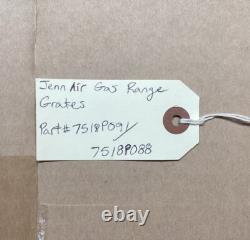 Jenn Air Gas Range
Grates
Part# 7518P091/
7518P088